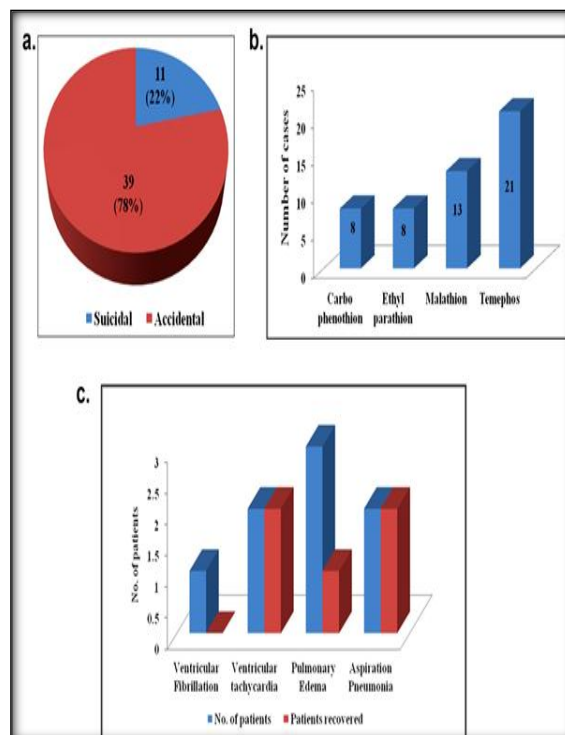 a.
11
(22%)
39
(78%)
Suicidal Accidental
b.
Number of cases
25
20
15
10
5
0
8
8
13
21
Carbo
phenothion
Ethyl
parathion
Malathion
Temephos
c.
No. of patients
3
2.5
2
1.5
1
0.5
0
Ventricular
Fibrillation
Ventricular
tachycardia
Pulmonary
Edema
Aspiration
Pneumonia
No. of patients Patients recovered